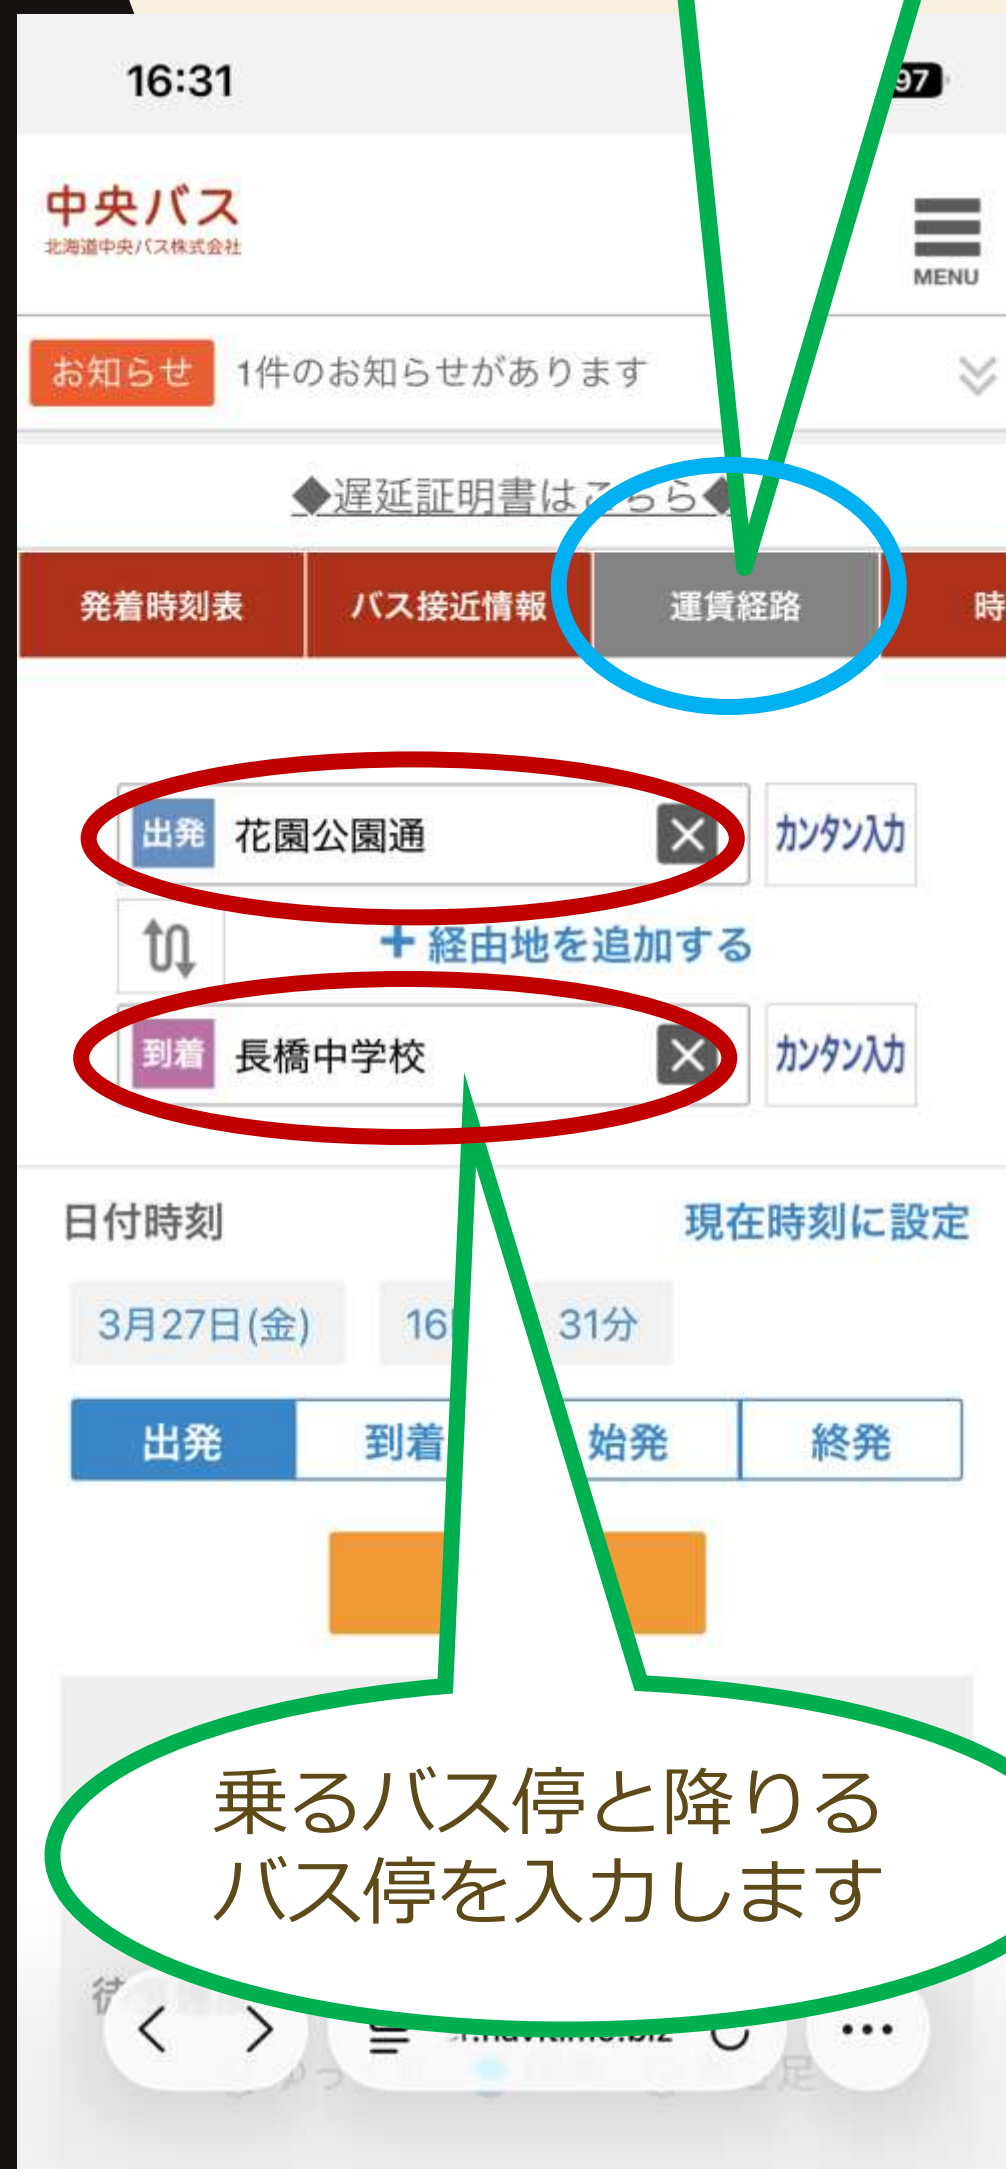 16:31
97
中央バス
北海道中央バス株式会社
MENU
お知らせ 1件のお知らせがあります
◆遅延証明書はこちら◆
発着時刻表 バス接近情報 運賃経路 時
出発 花園公園通 カンタン入力
+ 経由地を追加する
到着 長橋中学校 カンタン入力
日付時刻 現在時刻に設定
3月27日(金) 16 31分
出発 到着 始発 終発
乗るバス停と降りる
バス停を入力します